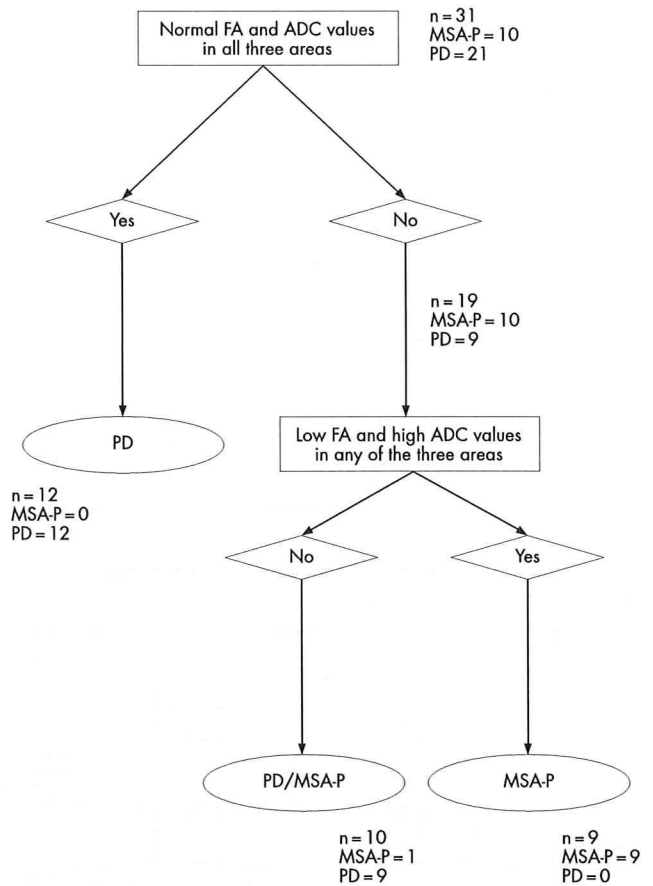 Normal FA and ADC values
in all three areas
n = 31
MSA-P = 10
PD = 21
Yes
No
n = 19
MSA-P = 10
PD = 9
PD
Low FA and high ADC values
in any of the three areas
n = 12
MSA-P = 0
PD = 12
No
Yes
PD/MSA-P
MSA-P
n = 10
MSA-P = 1
PD = 9
n = 9
MSA-P = 9
PD = 0